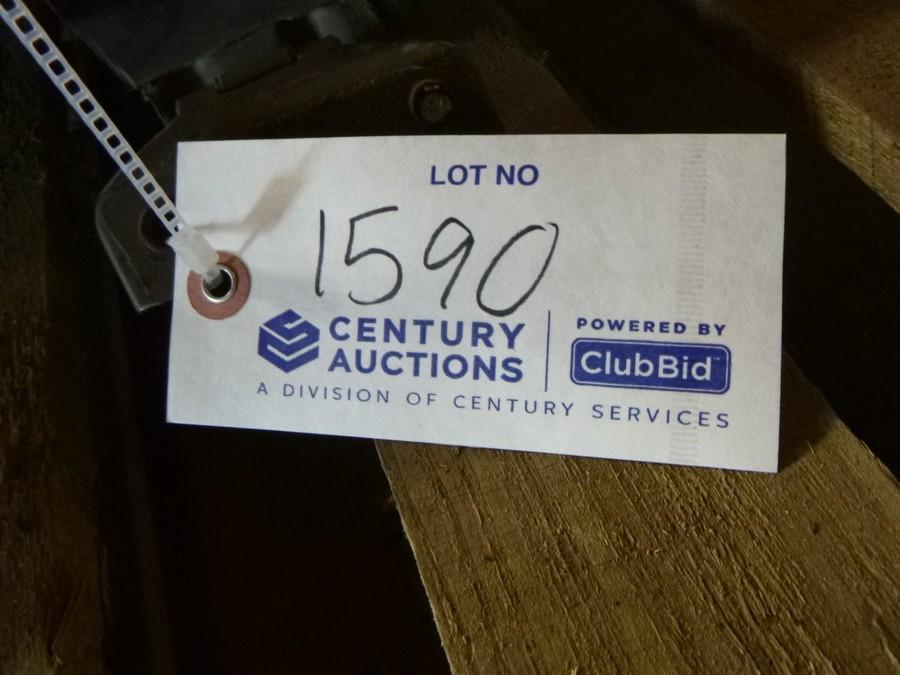 LOT NO
1590
CENTURY
AUCTIONS
POWERED BY
ClubBid
A DIVISION OF CENTURY SERVICES